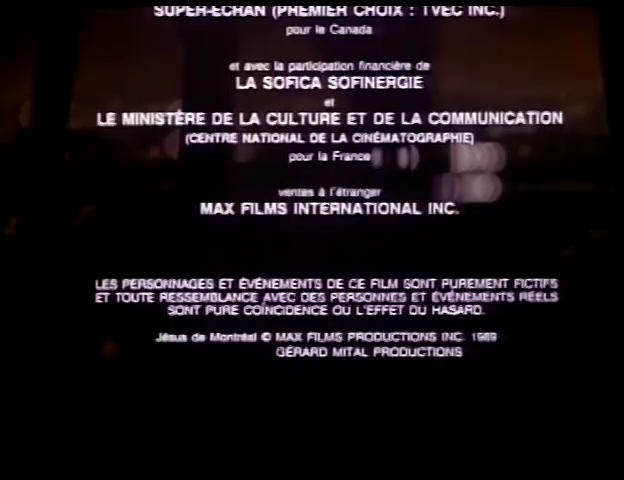 SUPER-ÉCRAN (PREMIER CHOIX : TVEC INC.)
pour le Canada
et avec la participation financière de
LA SOFICA SOFINERGIE
et
LE MINISTÈRE DE LA CULTURE ET DE LA COMMUNICATION
(CENTRE NATIONAL DE LA CINÉMATOGRAPHIE)
pour la France
ventes à l'étranger
MAX FILMS INTERNATIONAL INC.
LES PERSONNAGES ET ÉVÉNEMENTS DE CE FILM SONT PUREMENT FICTIFS
ET TOUTE RESSEMBLANCE AVEC DES PERSONNES ET ÉVÉNEMENTS RÉELS
SONT PURE COÏNCIDENCE OU L'EFFET DU HASARD.
Jésus de Montréal © MAX FILMS PRODUCTIONS INC. 1989
GÉRARD MITAL PRODUCTIONS